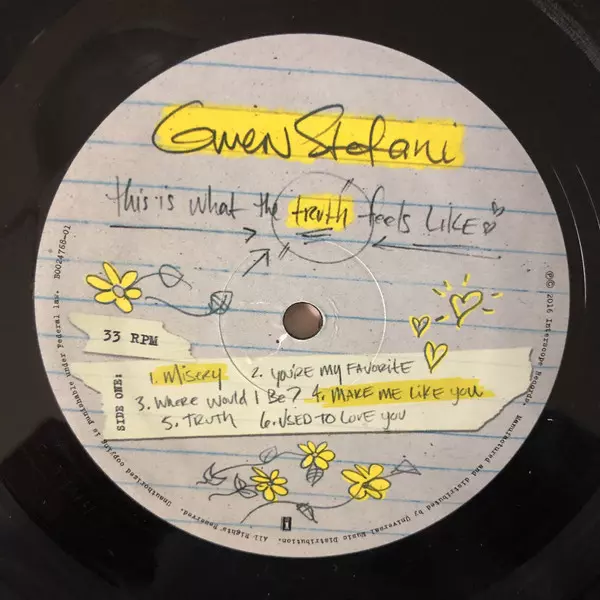 Gwen Stefani
this is what the truth feels LIKE
33 RPM
SIDE ONE:
1. Misery 2. YOU'RE MY FAVORITE
3. Where Would I Be? 4. MAKE ME LIKE YOU
5. TRUTH 6. USED TO LOVE YOU
℗© 2016 Interscope Records. Manufactured and distributed by Universal Music Distribution. All Rights Reserved. Unauthorized copying is punishable under Federal law. B0024768-01
i